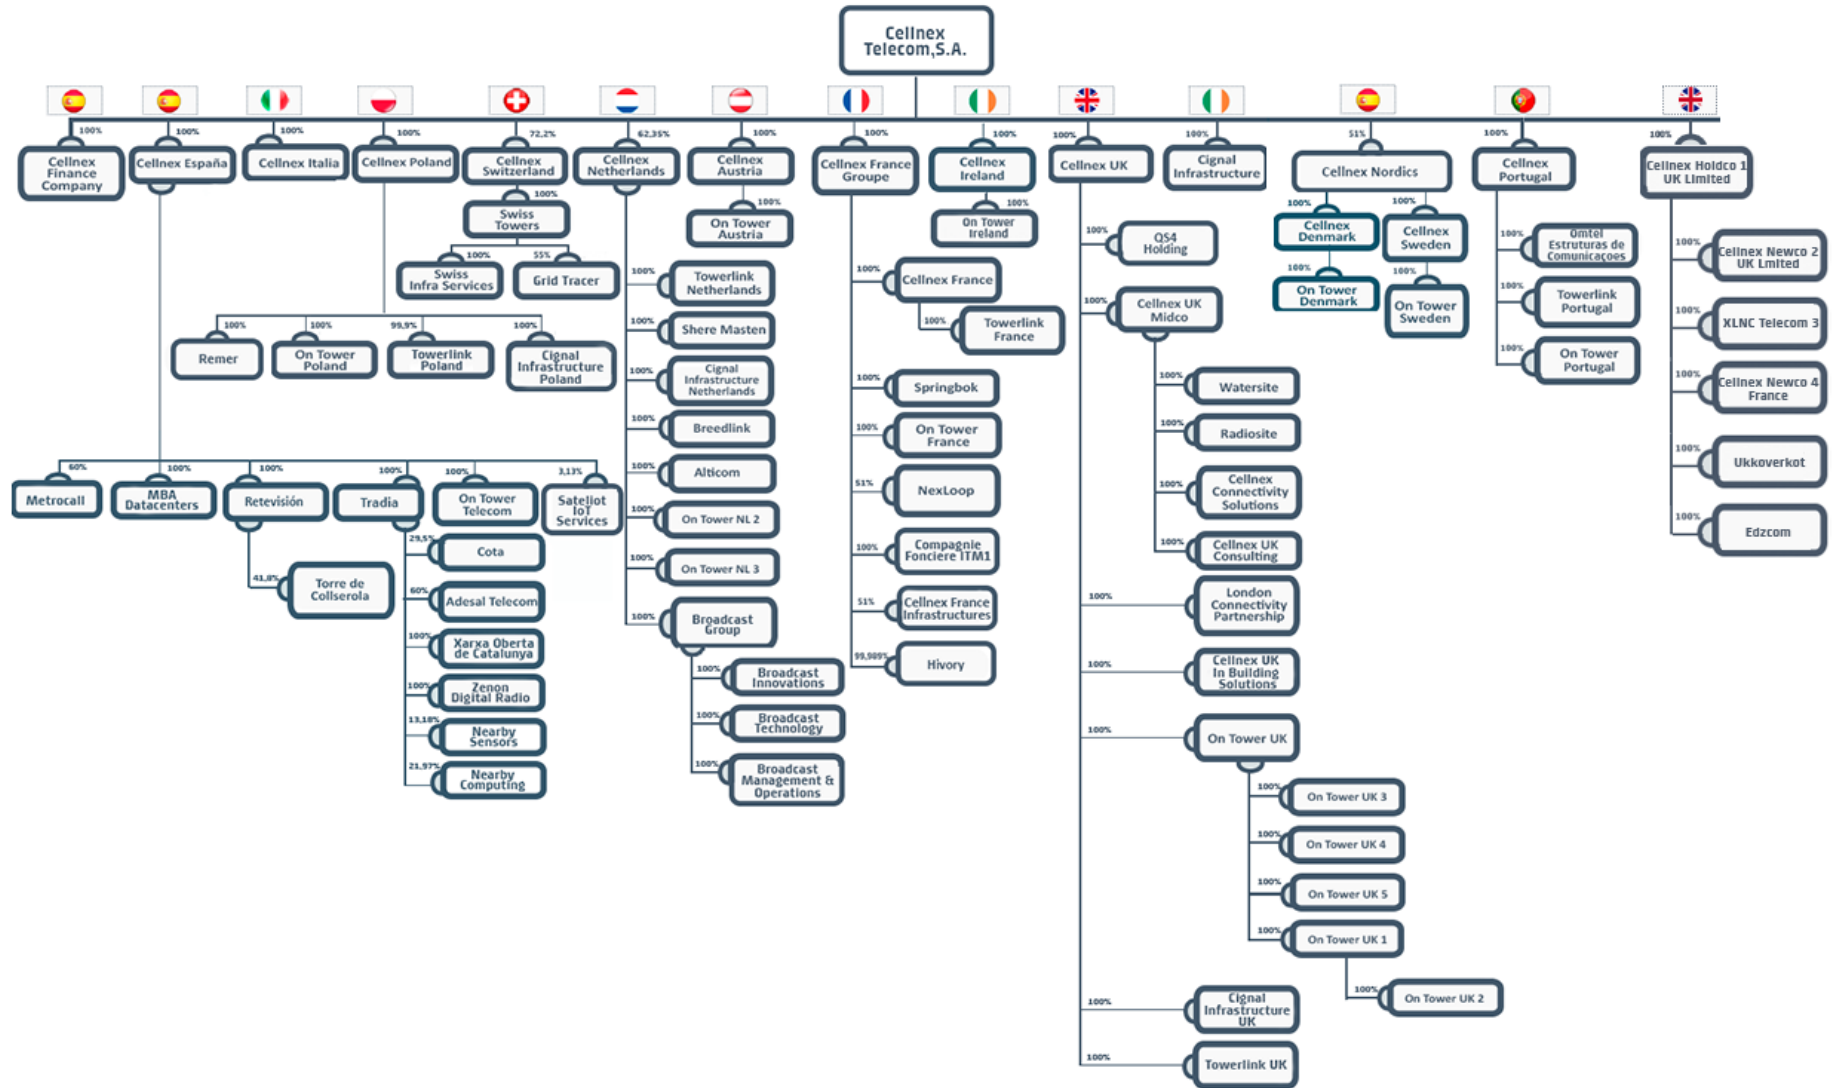 Cellnex
Telecom,S.A.
100%
100%
100%
100%
72,2%
62,35%
100%
100%
100%
100%
100%
51%
100%
100%
Cellnex
Finance
Company
Cellnex España
Cellnex Italia
Cellnex Poland
Cellnex
Switzerland
Cellnex
Netherlands
Cellnex
Austria
Cellnex France
Groupe
Cellnex
Ireland
Cellnex UK
Cignal
Infrastructure
Cellnex Nordics
Cellnex
Portugal
Cellnex Holdco 1
UK Limited
100%
Swiss
Towers
100%
Swiss
Infra Services
55%
Grid Tracer
100%
On Tower
Austria
100%
On Tower
Ireland
100%
Cellnex
Denmark
100%
On Tower
Denmark
100%
Cellnex
Sweden
100%
On Tower
Sweden
100%
Remer
100%
On Tower
Poland
99,9%
Towerlink
Poland
100%
Cignal
Infrastructure
Poland
60%
Metrocall
100%
MBA
Datacenters
100%
Retevisión
100%
Tradia
100%
On Tower
Telecom
3,13%
Sateliot
IoT
Services
41,8%
Torre de
Collserola
29,5%
Cota
60%
Adesal Telecom
100%
Xarxa Oberta
de Catalunya
100%
Zenon
Digital Radio
13,18%
Nearby
Sensors
21,97%
Nearby
Computing
100%
Towerlink
Netherlands
100%
Shere Masten
100%
Cignal
Infrastructure
Netherlands
100%
Breedlink
100%
Alticom
100%
On Tower NL 2
100%
On Tower NL 3
100%
Broadcast
Group
100%
Broadcast
Innovations
100%
Broadcast
Technology
100%
Broadcast
Management &
Operations
100%
Cellnex France
100%
Towerlink
France
100%
Springbok
100%
On Tower
France
51%
NexLoop
100%
Compagnie
Fonciere ITM1
51%
Cellnex France
Infrastructures
99,989%
Hivory
100%
QS4
Holding
100%
Cellnex UK
Midco
100%
Watersite
100%
Radiosite
100%
Cellnex
Connectivity
Solutions
100%
Cellnex UK
Consulting
100%
London
Connectivity
Partnership
100%
Cellnex UK
In Building
Solutions
100%
On Tower UK
100%
On Tower UK 3
100%
On Tower UK 4
100%
On Tower UK 5
100%
On Tower UK 1
100%
On Tower UK 2
100%
Cignal
Infrastructure
UK
100%
Towerlink UK
100%
Omtel
Estruturas de
Comunicaçoes
100%
Towerlink
Portugal
100%
On Tower
Portugal
100%
Cellnex Newco 2
UK Lmited
100%
XLNC Telecom 3
100%
Cellnex Newco 4
France
100%
Ukkoverkot
100%
Edzcom